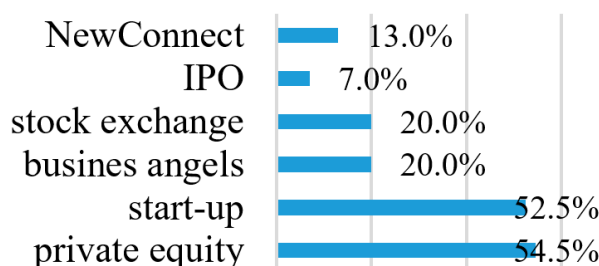 NewConnect 13.0%
IPO 7.0%
stock exchange 20.0%
busines angels 20.0%
start-up 52.5%
private equity 54.5%